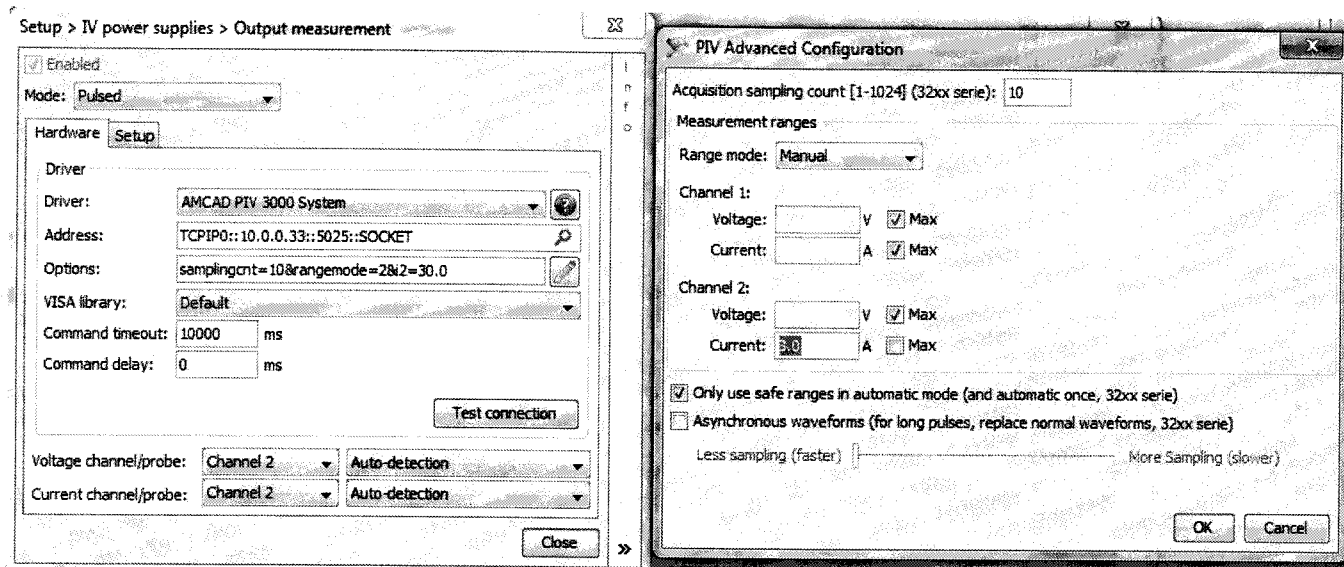 Setup > IV power supplies > Output measurement
Enabled
Mode: Pulsed
Hardware Setup
Driver
Driver: AMCAD PIV 3000 System
Address: TCPIP0::10.0.0.33::5025::SOCKET
Options: samplingcnt=10&rangemode=2&i2=30.0
VISA library: Default
Command timeout: 10000 ms
Command delay: 0 ms
Test connection
Voltage channel/probe: Channel 2 Auto-detection
Current channel/probe: Channel 2 Auto-detection
Close
»
I
n
f
o
PIV Advanced Configuration
Acquisition sampling count [1-1024] (32xx serie): 10
Measurement ranges
Range mode: Manual
Channel 1:
Voltage: V Max
Current: A Max
Channel 2:
Voltage: V Max
Current: A Max
Only use safe ranges in automatic mode (and automatic once, 32xx serie)
Asynchronous waveforms (for long pulses, replace normal waveforms, 32xx serie)
Less sampling (faster) More Sampling (slower)
OK Cancel